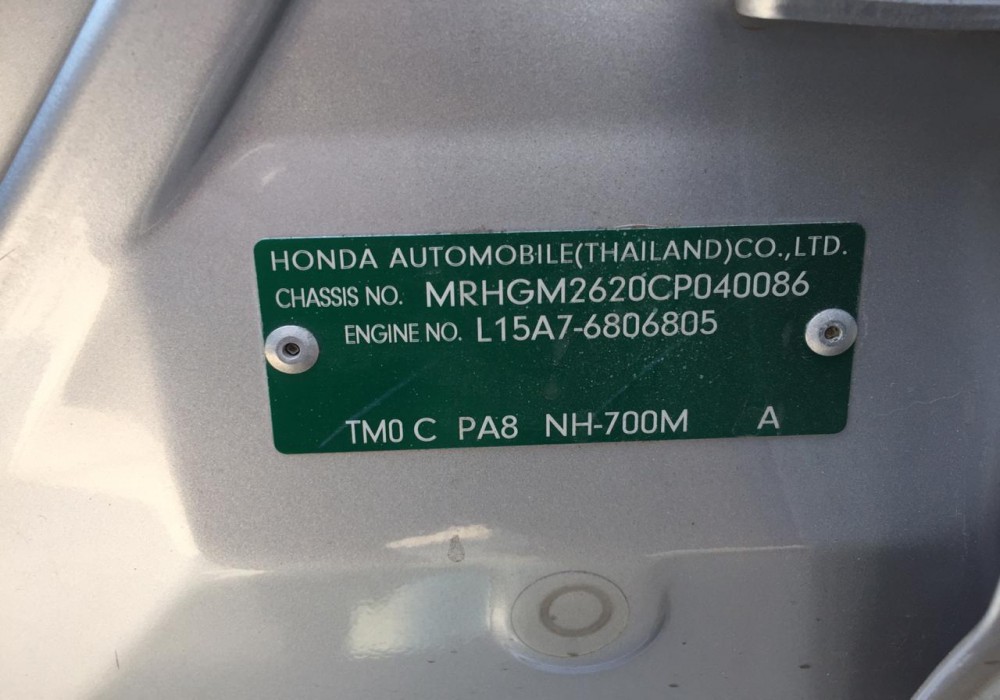 HONDA AUTOMOBILE(THAILAND)CO.,LTD.
CHASSIS NO. MRHGM2620CP040086
ENGINE NO. L15A7-6806805
TM0 C PA8 NH-700M A